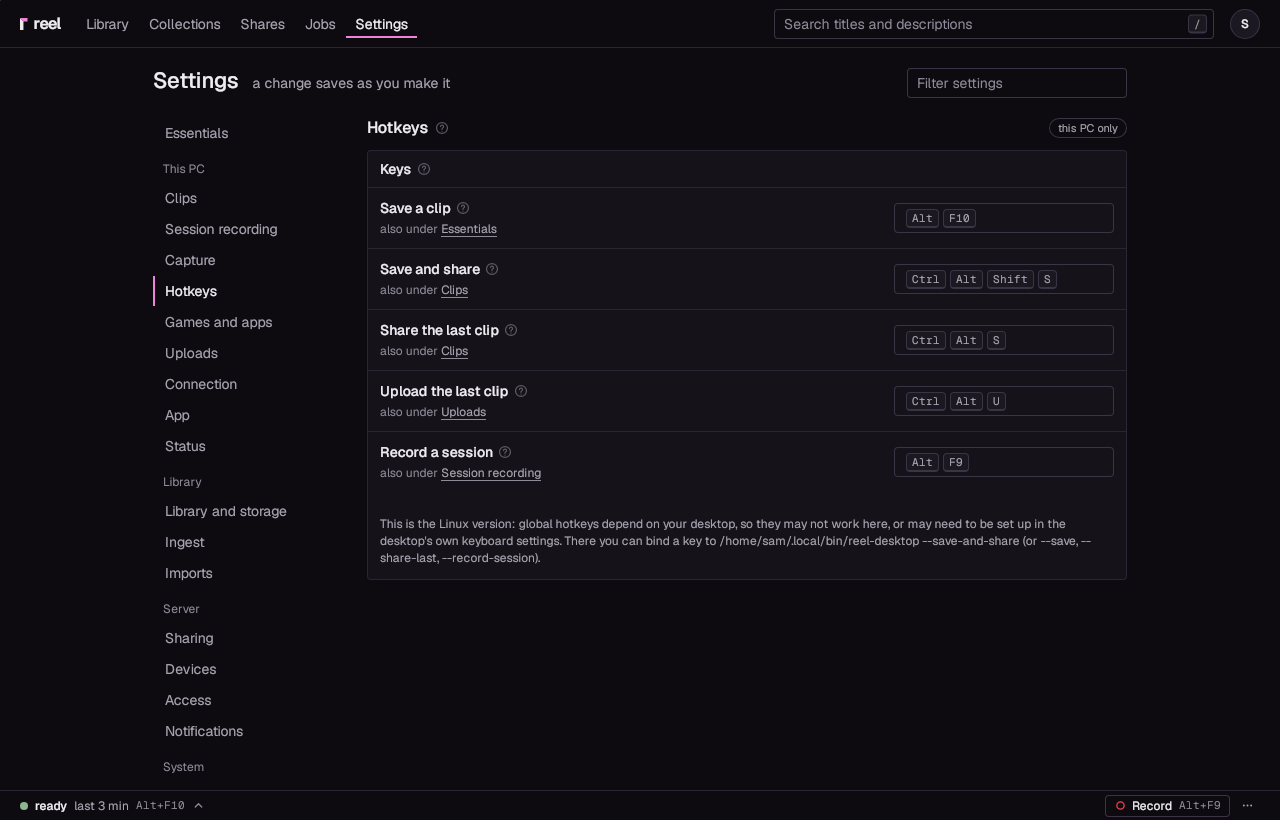 reel Library Collections Shares Jobs Settings Search titles and descriptions / S
Settings a change saves as you make it Filter settings
Essentials
This PC
Clips
Session recording
Capture
Hotkeys
Games and apps
Uploads
Connection
App
Status
Library
Library and storage
Ingest
Imports
Server
Sharing
Devices
Access
Notifications
System
Hotkeys ? this PC only
Keys ?
Save a clip ? Alt F10
also under Essentials
Save and share ? Ctrl Alt Shift S
also under Clips
Share the last clip ? Ctrl Alt S
also under Clips
Upload the last clip ? Ctrl Alt U
also under Uploads
Record a session ? Alt F9
also under Session recording
This is the Linux version: global hotkeys depend on your desktop, so they may not work here, or may need to be set up in the
desktop's own keyboard settings. There you can bind a key to /home/sam/.local/bin/reel-desktop --save-and-share (or --save, --
share-last, --record-session).
ready last 3 min Alt+F10 Record Alt+F9 ···